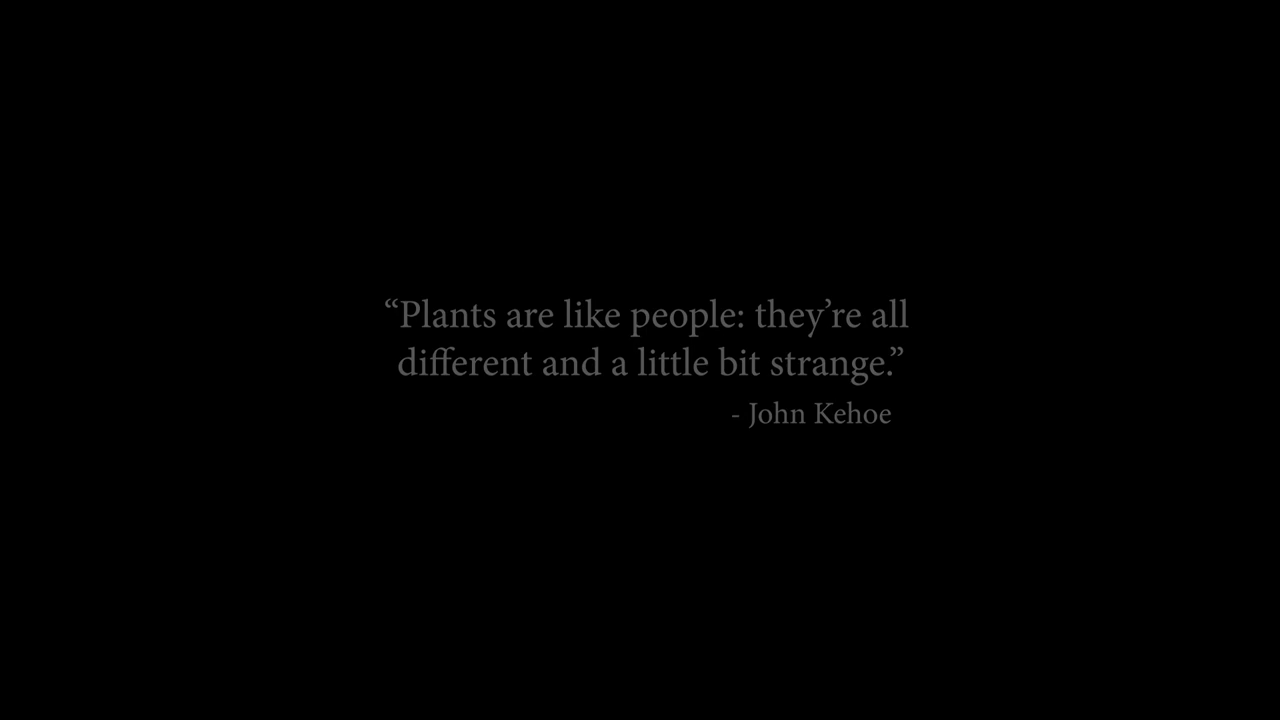 “Plants are like people: they’re all
different and a little bit strange.”
- John Kehoe